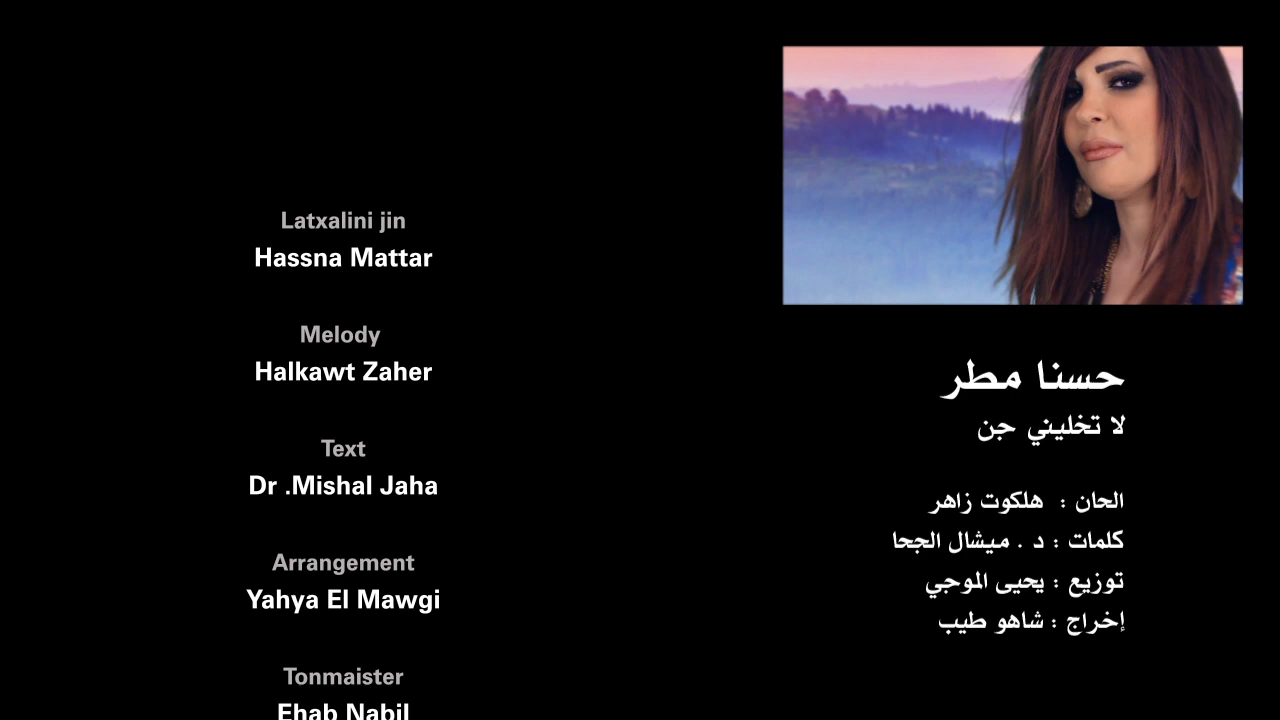 Latxalini jin
Hassna Mattar
Melody
Halkawt Zaher
Text
Dr .Mishal Jaha
Arrangement
Yahya El Mawgi
Tonmaister
Ehab Nabil
حسنا مطر
لا تخليني جن
الحان : هلكوت زاهر
كلمات : د . ميشال الجحا
توزيع : يحيى الموجي
إخراج : شاهو طيب